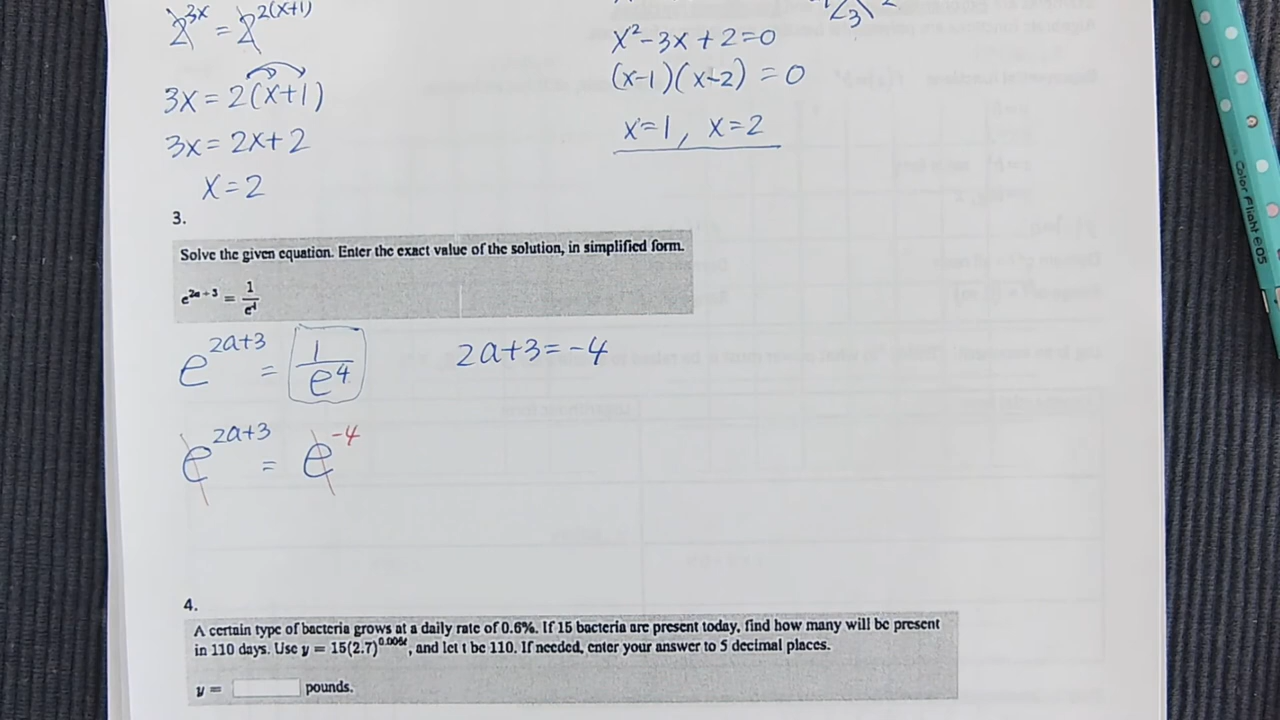 2^{3x} = 2^{2(x+1)}
3x = 2(x+1)
3x = 2x + 2
x = 2
3
x² - 3x + 2 = 0
(x-1)(x-2) = 0
x = 1, x = 2
3.
Solve the given equation. Enter the exact value of the solution, in simplified form.
e^{2a+3} = 1/e^4
e^{2a+3} = 1/e^4
2a+3 = -4
e^{2a+3} = e^{-4}
4.
A certain type of bacteria grows at a daily rate of 0.6%. If 15 bacteria are present today, find how many will be present
in 110 days. Use y = 15(2.7)^{0.006t}, and let t be 110. If needed, enter your answer to 5 decimal places.
y = pounds.
Color Flight 0.5